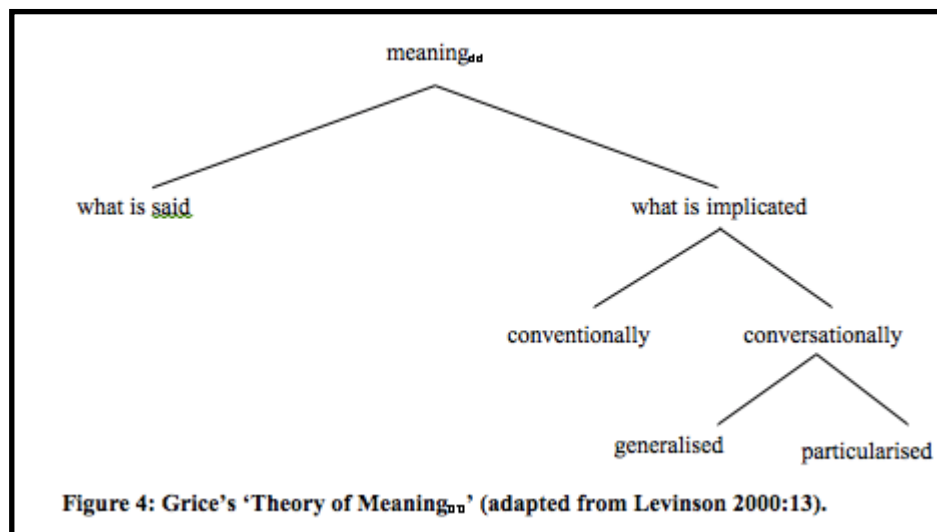 meaning
what is said
what is implicated
conventionally
conversationally
generalised
particularised
Figure 4: Grice's ‘Theory of Meaning’ (adapted from Levinson 2000:13).